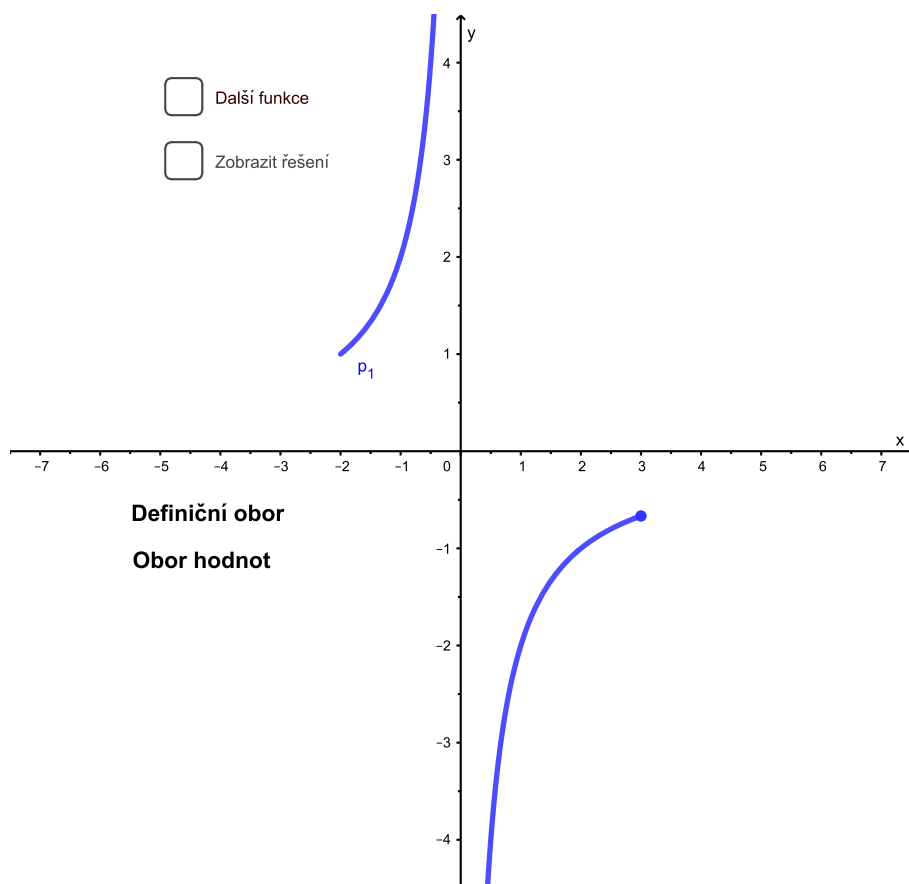 y
4
Další funkce
3
Zobrazit řešení
2
1
p1
x
−7 −6 −5 −4 −3 −2 −1 0 1 2 3 4 5 6 7
Definiční obor
−1
Obor hodnot
−2
−3
−4